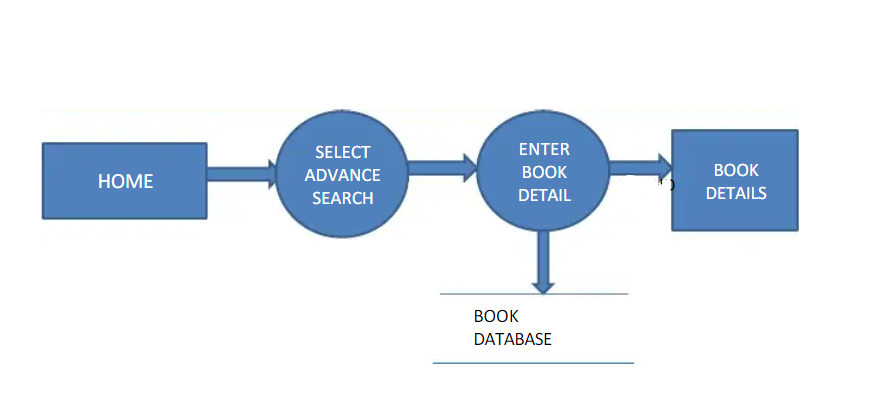 HOME
SELECT
ADVANCE
SEARCH
ENTER
BOOK
DETAIL
BOOK
DETAILS
BOOK
DATABASE